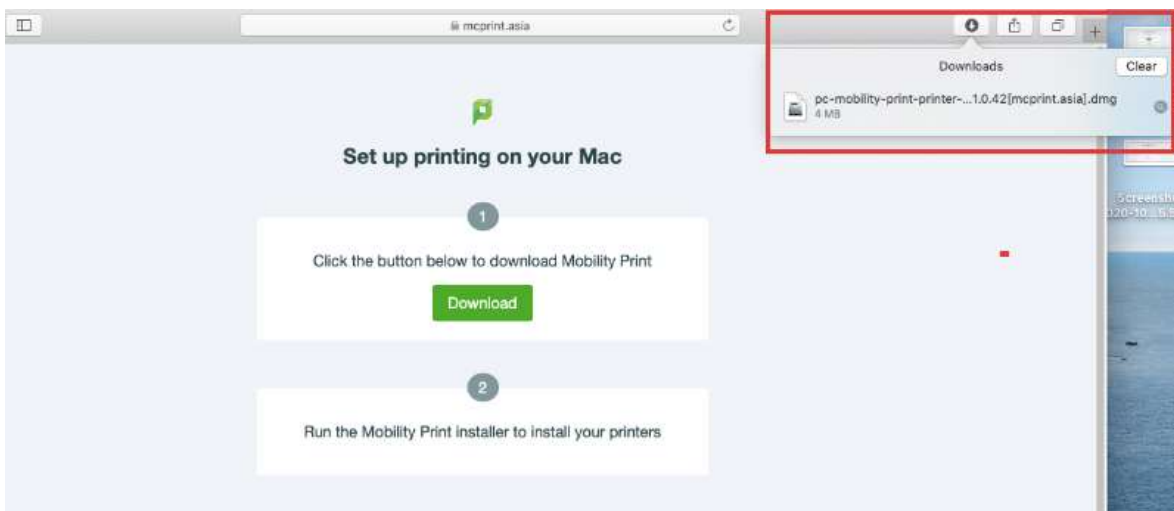 mcprint.asia
Downloads
Clear
pc-mobility-print-printer-...1.0.42[mcprint.asia].dmg
4 MB
Set up printing on your Mac
1
Click the button below to download Mobility Print
Download
2
Run the Mobility Print installer to install your printers